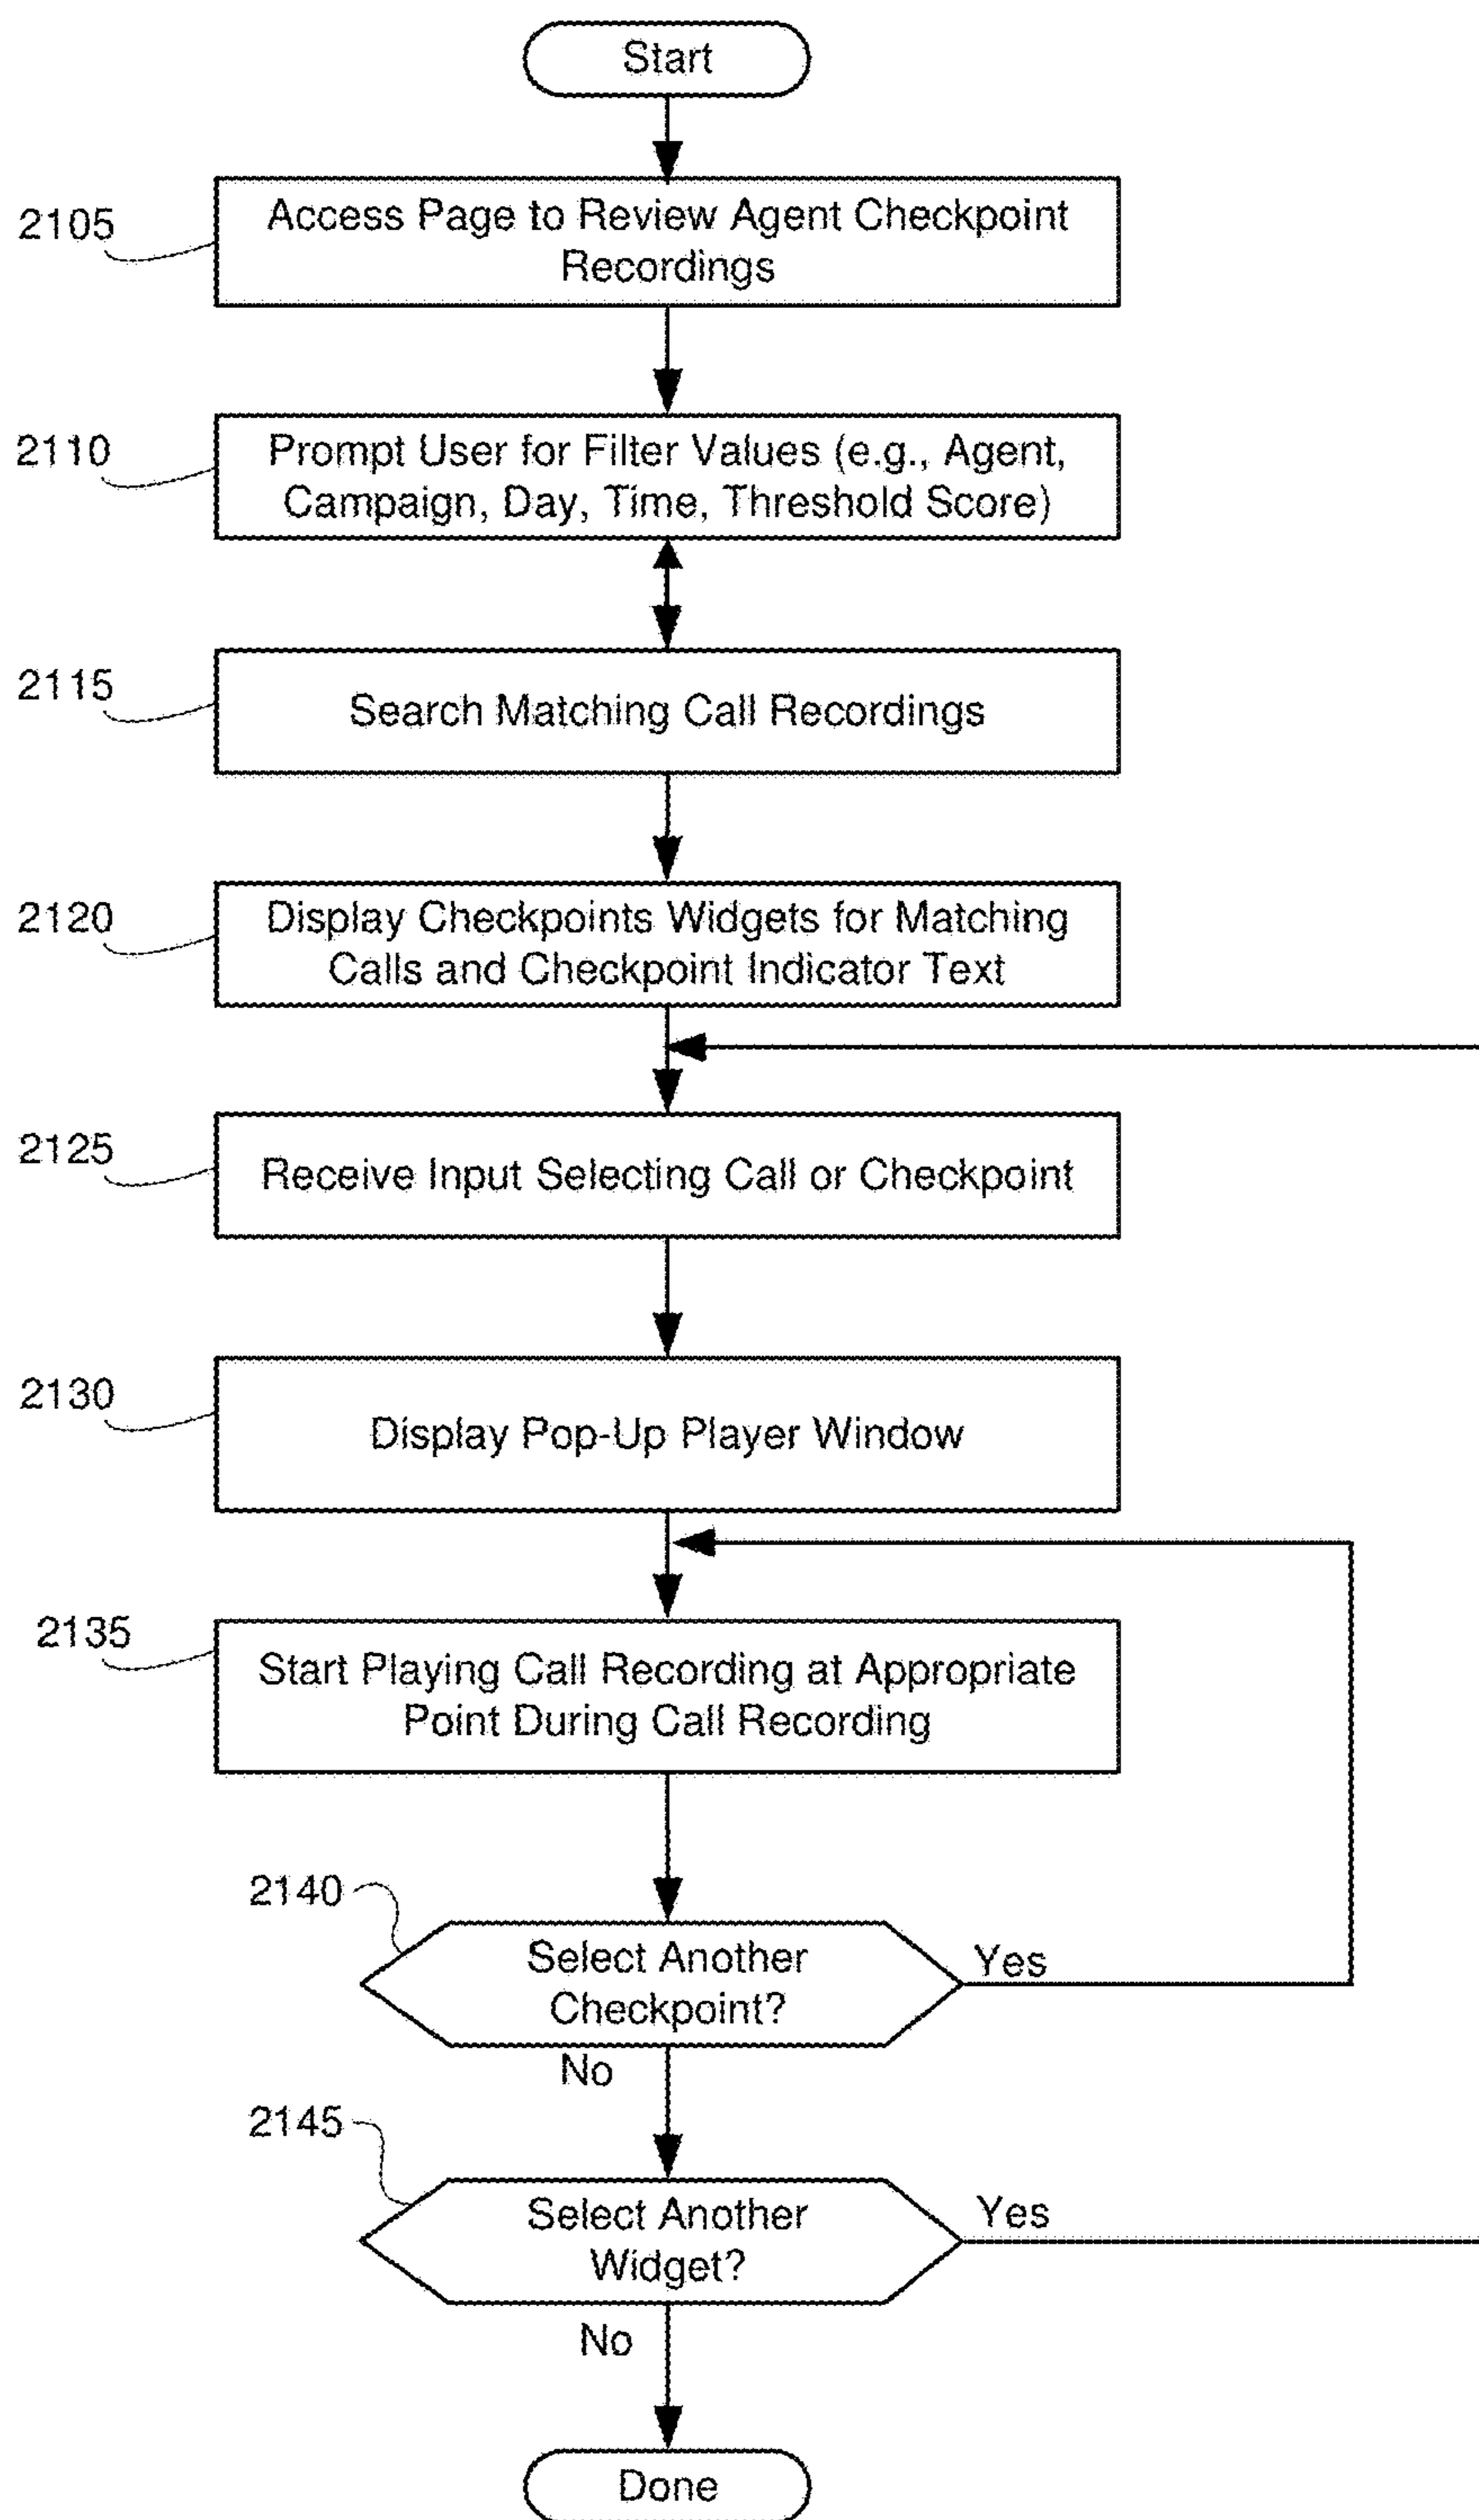 Start
2105
Access Page to Review Agent Checkpoint
Recordings
2110
Prompt User for Filter Values (e.g., Agent,
Campaign, Day, Time, Threshold Score)
2115
Search Matching Call Recordings
2120
Display Checkpoints Widgets for Matching
Calls and Checkpoint Indicator Text
2125
Receive Input Selecting Call or Checkpoint
2130
Display Pop-Up Player Window
2135
Start Playing Call Recording at Appropriate
Point During Call Recording
2140
Select Another
Checkpoint?
Yes
No
2145
Select Another
Widget?
Yes
No
Done